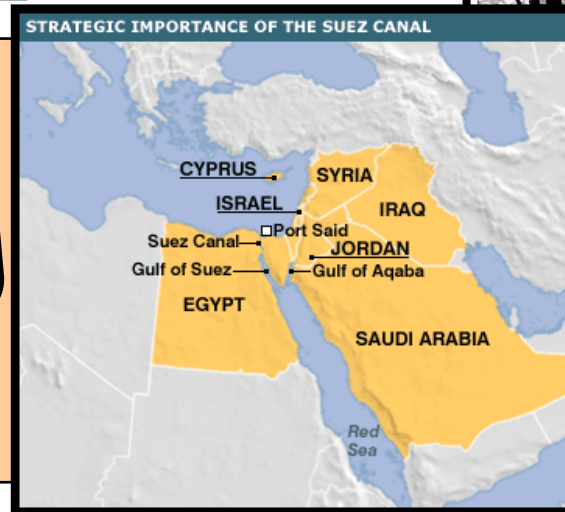 STRATEGIC IMPORTANCE OF THE SUEZ CANAL
CYPRUS
SYRIA
ISRAEL
IRAQ
Port Said
Suez Canal
JORDAN
Gulf of Suez
Gulf of Aqaba
EGYPT
SAUDI ARABIA
Red
Sea